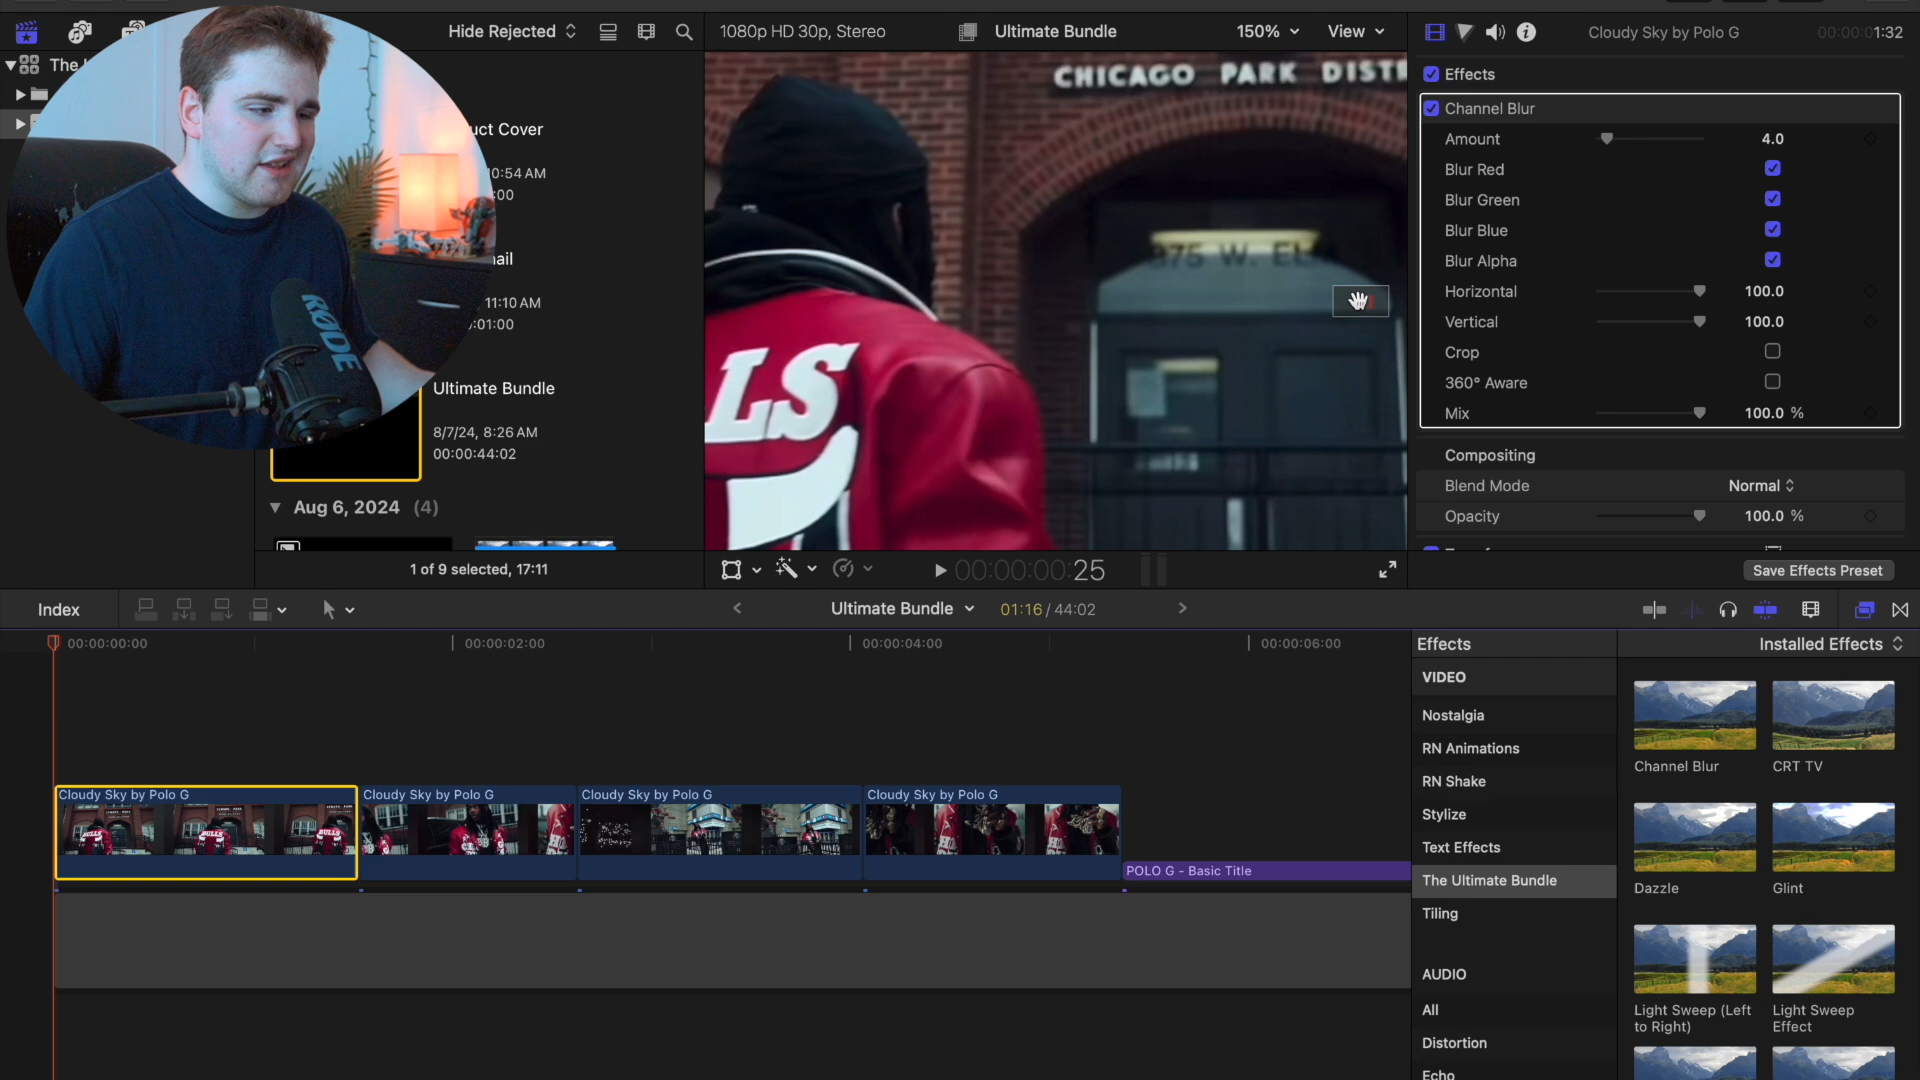 Hide Rejected
1080p HD 30p, Stereo
Ultimate Bundle
150%
View
Cloudy Sky by Polo G
00:00:01:32
The
uct Cover
0:54 AM
:00
ail
11:10 AM
:01:00
Ultimate Bundle
8/7/24, 8:26 AM
00:00:44:02
Aug 6, 2024 (4)
1 of 9 selected, 17:11
RØDE
CHICAGO PARK DIST
875 W. EL
LLS
00:00:00:25
Effects
Channel Blur
Amount 4.0
Blur Red
Blur Green
Blur Blue
Blur Alpha
Horizontal 100.0
Vertical 100.0
Crop
360° Aware
Mix 100.0 %
Compositing
Blend Mode Normal
Opacity 100.0 %
Save Effects Preset
Index
Ultimate Bundle
01:16 / 44:02
00:00:00:00
00:00:02:00
00:00:04:00
00:00:06:00
Cloudy Sky by Polo G
Cloudy Sky by Polo G
Cloudy Sky by Polo G
Cloudy Sky by Polo G
POLO G - Basic Title
Effects
Installed Effects
VIDEO
Nostalgia
RN Animations
RN Shake
Stylize
Text Effects
The Ultimate Bundle
Tiling
AUDIO
All
Distortion
Echo
Channel Blur
CRT TV
Dazzle
Glint
Light Sweep (Left
to Right)
Light Sweep
Effect